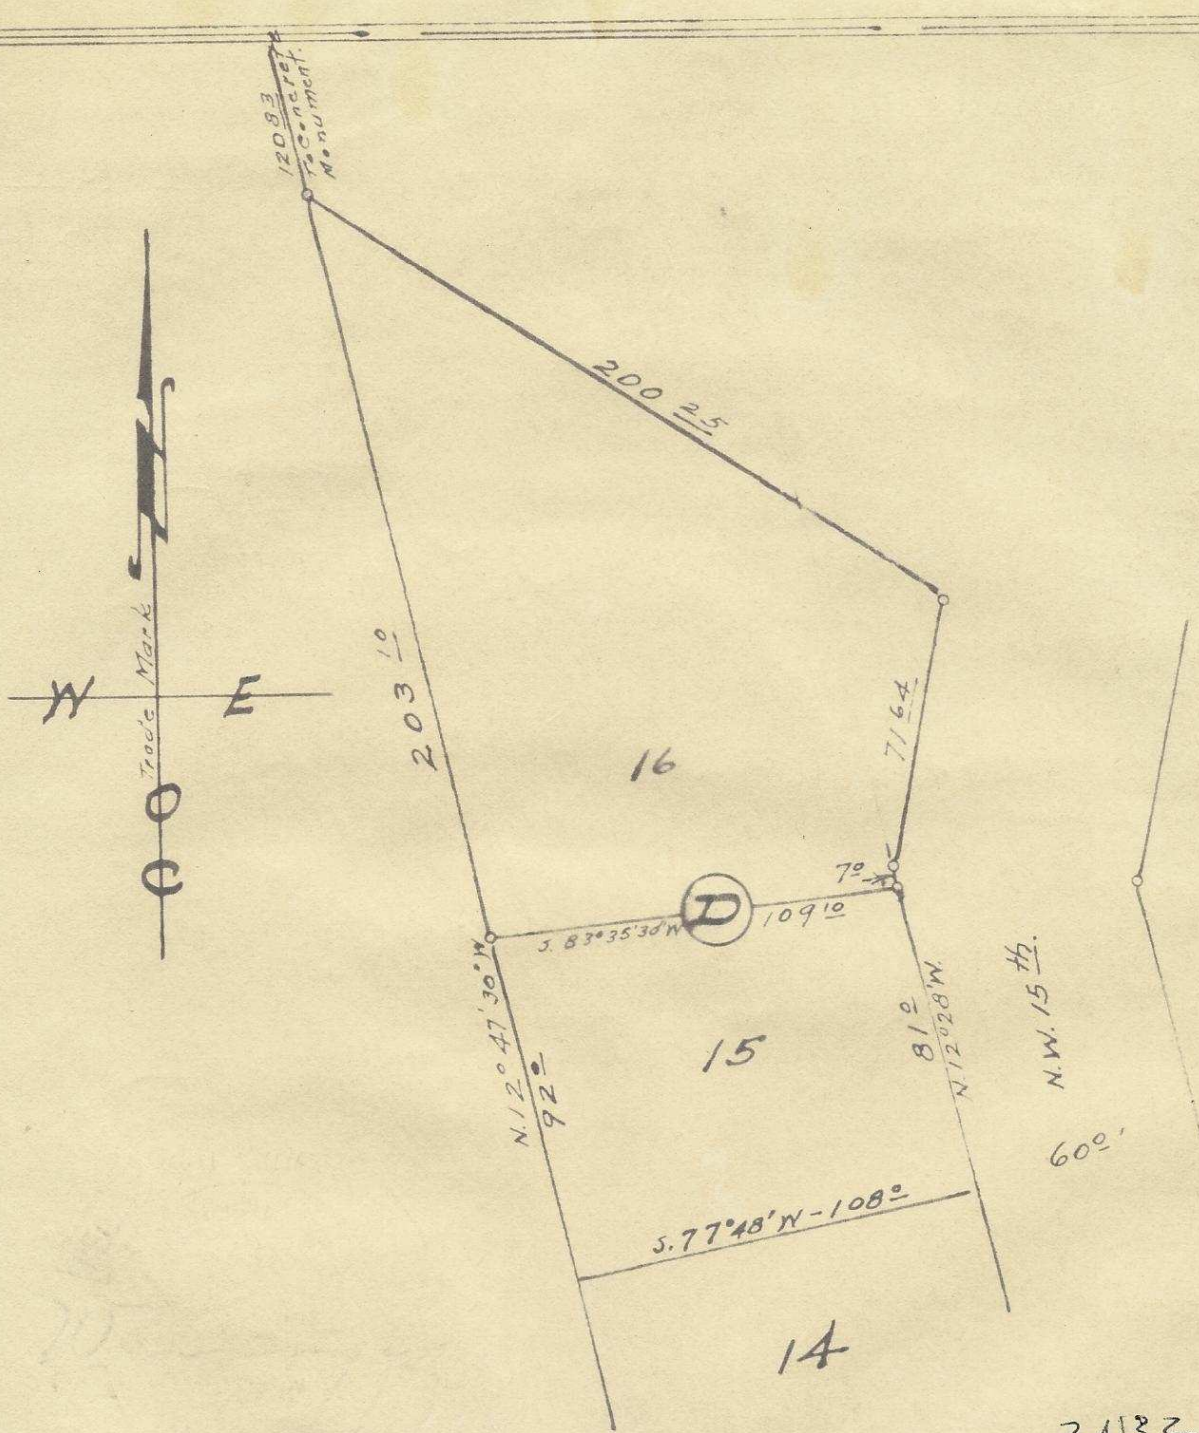 120 83
To Concrete
Monument.
200 25
203 10
Trade Mark
W E
16
71 64
7 0
D
S. 83°35'30"W
109 10
N. 12° 47' 30" W
92 0
15
81 0
N. 12°28'W.
N.W. 15 th.
60 0 '
S. 77°48' W - 108 0
14